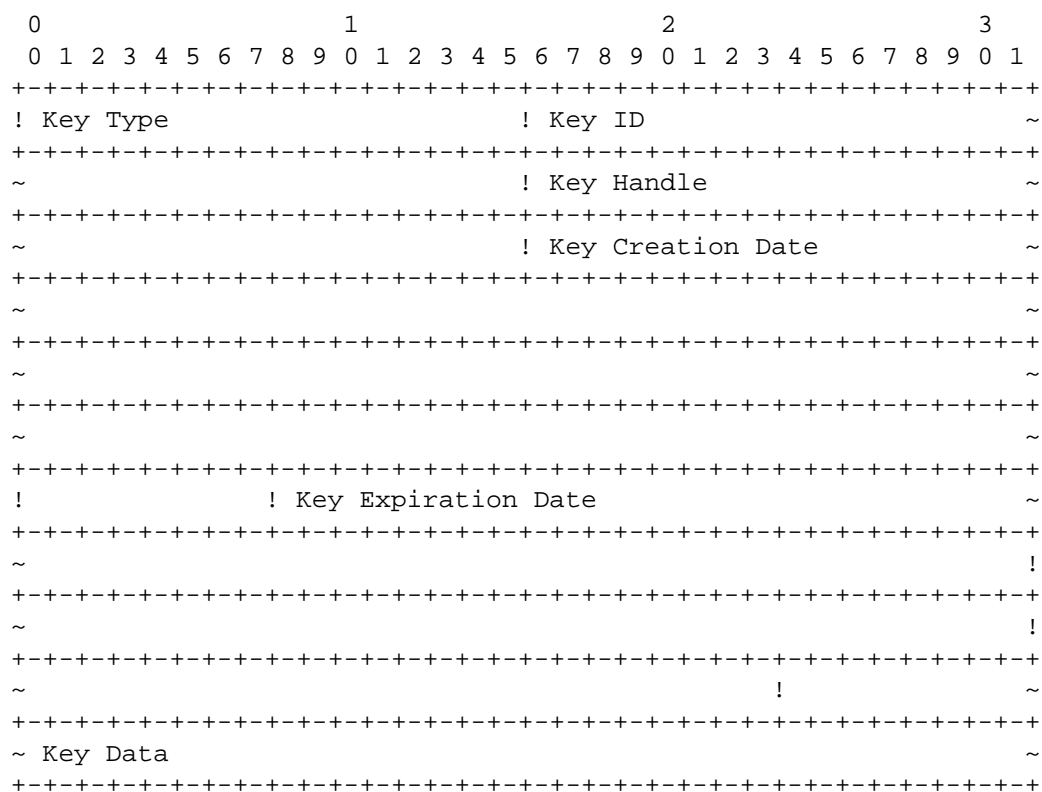 0                   1                   2                   3
 0 1 2 3 4 5 6 7 8 9 0 1 2 3 4 5 6 7 8 9 0 1 2 3 4 5 6 7 8 9 0 1
+-+-+-+-+-+-+-+-+-+-+-+-+-+-+-+-+-+-+-+-+-+-+-+-+-+-+-+-+-+-+-+-+
! Key Type                      ! Key ID                        ~
+-+-+-+-+-+-+-+-+-+-+-+-+-+-+-+-+-+-+-+-+-+-+-+-+-+-+-+-+-+-+-+-+
~                               ! Key Handle                    ~
+-+-+-+-+-+-+-+-+-+-+-+-+-+-+-+-+-+-+-+-+-+-+-+-+-+-+-+-+-+-+-+-+
~                               ! Key Creation Date             ~
+-+-+-+-+-+-+-+-+-+-+-+-+-+-+-+-+-+-+-+-+-+-+-+-+-+-+-+-+-+-+-+-+
~                                                               ~
+-+-+-+-+-+-+-+-+-+-+-+-+-+-+-+-+-+-+-+-+-+-+-+-+-+-+-+-+-+-+-+-+
~                                                               ~
+-+-+-+-+-+-+-+-+-+-+-+-+-+-+-+-+-+-+-+-+-+-+-+-+-+-+-+-+-+-+-+-+
~                                                               ~
+-+-+-+-+-+-+-+-+-+-+-+-+-+-+-+-+-+-+-+-+-+-+-+-+-+-+-+-+-+-+-+-+
!               ! Key Expiration Date                           ~
+-+-+-+-+-+-+-+-+-+-+-+-+-+-+-+-+-+-+-+-+-+-+-+-+-+-+-+-+-+-+-+-+
~                                                               !
+-+-+-+-+-+-+-+-+-+-+-+-+-+-+-+-+-+-+-+-+-+-+-+-+-+-+-+-+-+-+-+-+
~                                                               !
+-+-+-+-+-+-+-+-+-+-+-+-+-+-+-+-+-+-+-+-+-+-+-+-+-+-+-+-+-+-+-+-+
~                                               !               ~
+-+-+-+-+-+-+-+-+-+-+-+-+-+-+-+-+-+-+-+-+-+-+-+-+-+-+-+-+-+-+-+-+
~ Key Data                                                      ~
+-+-+-+-+-+-+-+-+-+-+-+-+-+-+-+-+-+-+-+-+-+-+-+-+-+-+-+-+-+-+-+-+